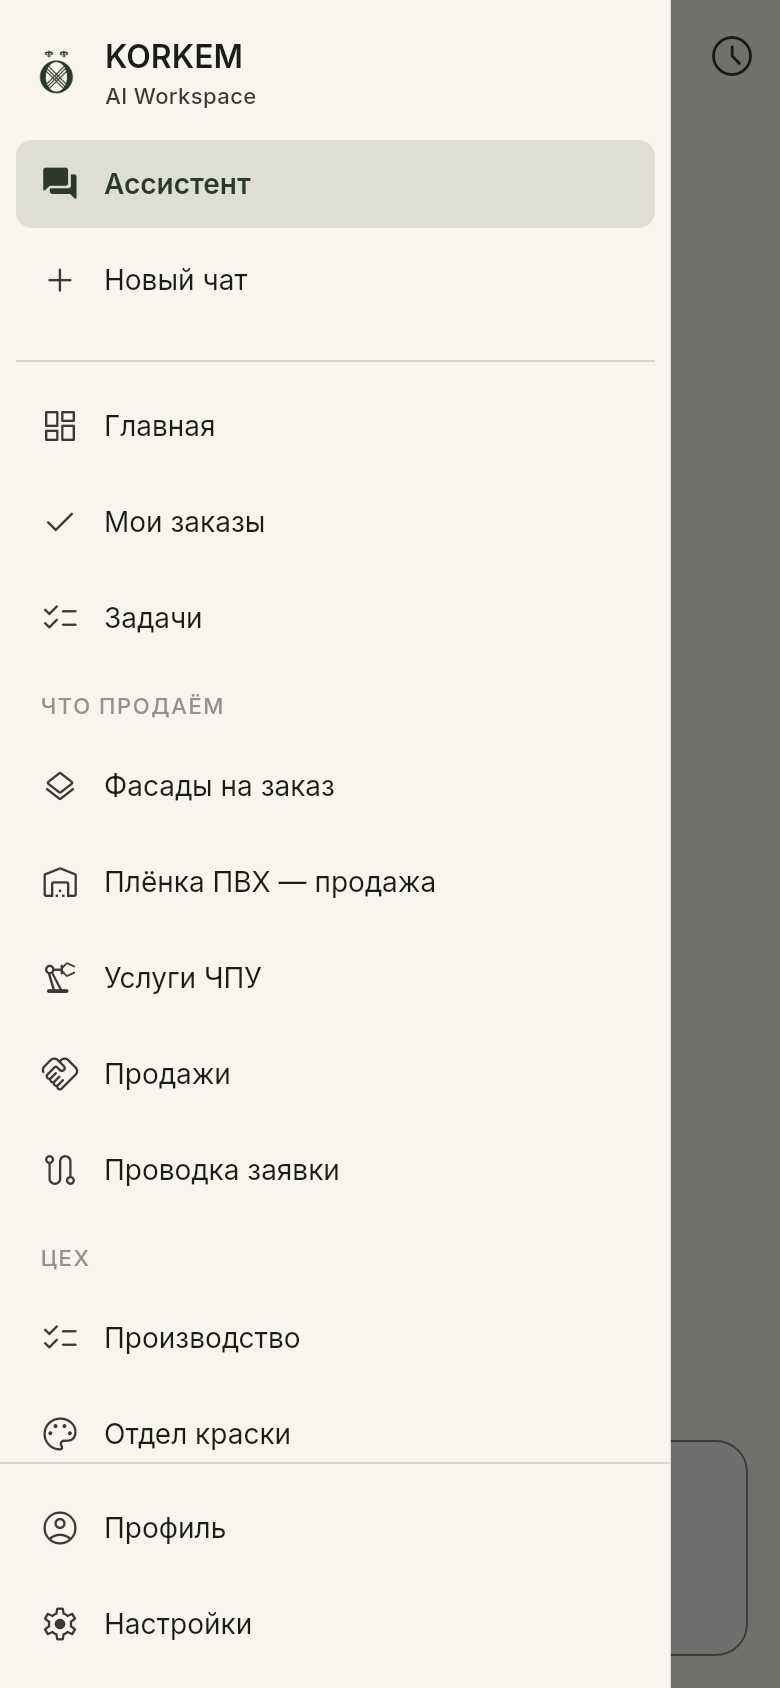 KORKEM
AI Workspace
Ассистент
Новый чат
Главная
Мои заказы
Задачи
ЧТО ПРОДАЁМ
Фасады на заказ
Плёнка ПВХ — продажа
Услуги ЧПУ
Продажи
Проводка заявки
ЦЕХ
Производство
Отдел краски
Профиль
Настройки